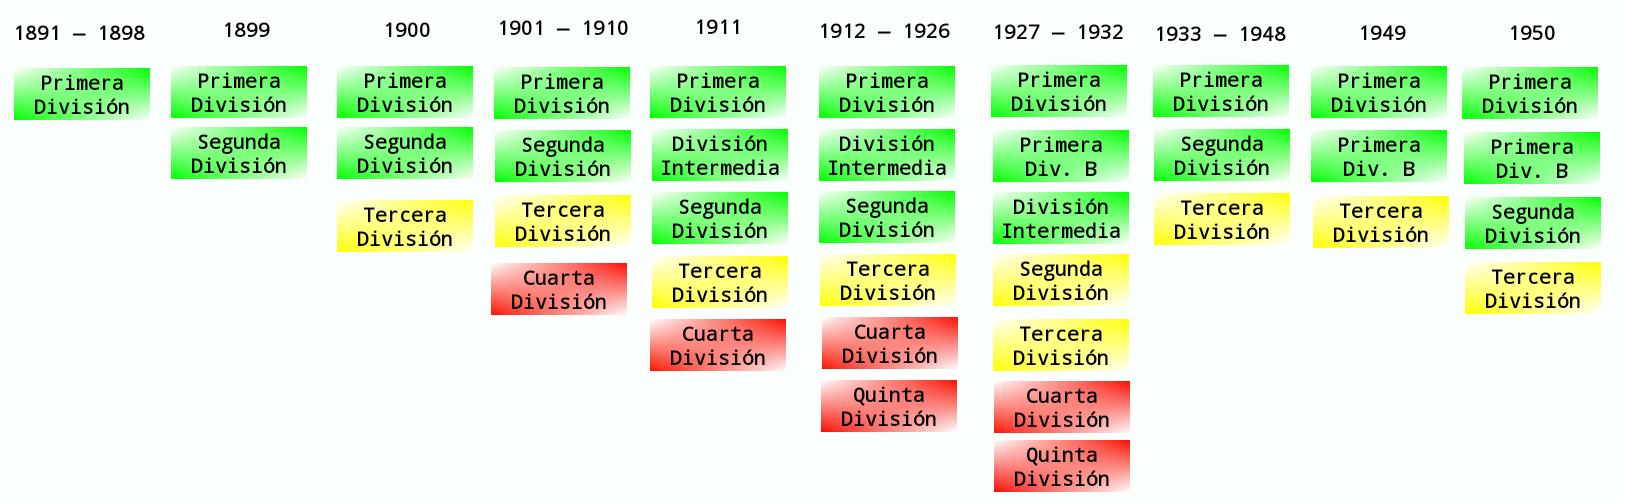 1891 – 1898
Primera
División
1899
Primera
División
Segunda
División
1900
Primera
División
Segunda
División
Tercera
División
1901 – 1910
Primera
División
Segunda
División
Tercera
División
Cuarta
División
1911
Primera
División
División
Intermedia
Segunda
División
Tercera
División
Cuarta
División
1912 – 1926
Primera
División
División
Intermedia
Segunda
División
Tercera
División
Cuarta
División
Quinta
División
1927 – 1932
Primera
División
Primera
Div. B
División
Intermedia
Segunda
División
Tercera
División
Cuarta
División
Quinta
División
1933 – 1948
Primera
División
Segunda
División
Tercera
División
1949
Primera
División
Primera
Div. B
Tercera
División
1950
Primera
División
Primera
Div. B
Segunda
División
Tercera
División